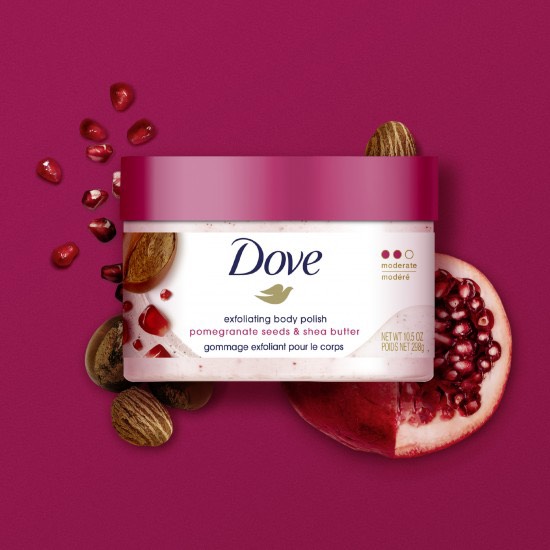 Dove
exfoliating body polish
pomegranate seeds & shea butter
gommage exfoliant pour le corps
moderate
modéré
NET WT 10.5 OZ
POIDS NET 298g